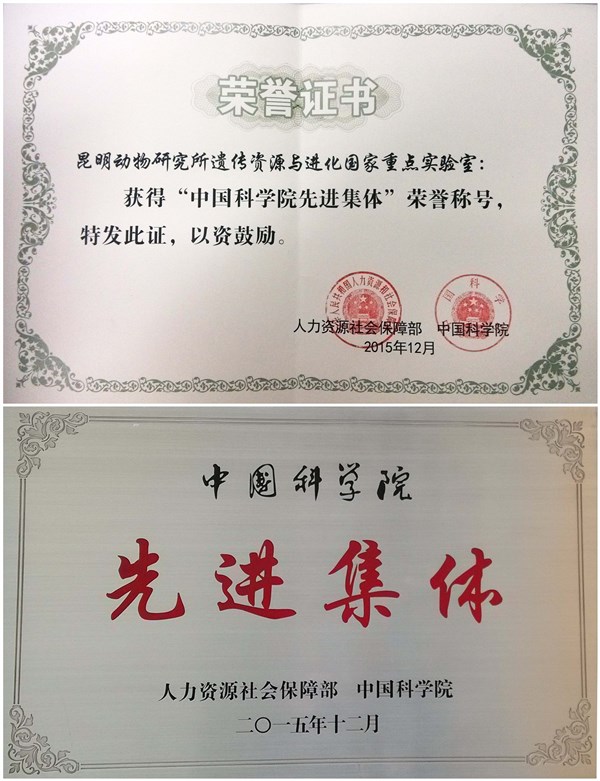 荣誉证书
昆明动物研究所遗传资源与进化国家重点实验室：
获得“中国科学院先进集体”荣誉称号，
特发此证，以资鼓励。
人力资源社会保障部 中国科学院
2015年12月
中国科学院
先进集体
人力资源社会保障部 中国科学院
二〇一五年十二月